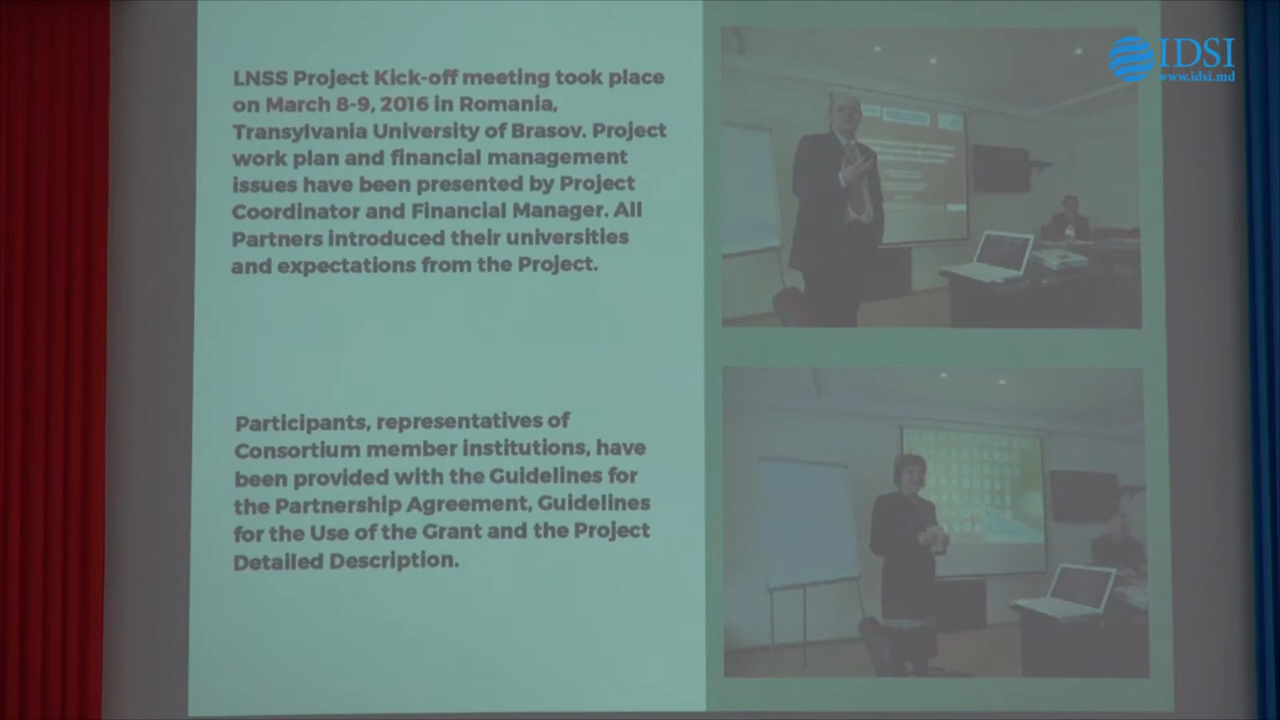 IDSI
www.idsi.md
LNSS Project Kick-off meeting took place
on March 8-9, 2016 in Romania,
Transylvania University of Brasov. Project
work plan and financial management
issues have been presented by Project
Coordinator and Financial Manager. All
Partners introduced their universities
and expectations from the Project.
Participants, representatives of
Consortium member institutions, have
been provided with the Guidelines for
the Partnership Agreement, Guidelines
for the Use of the Grant and the Project
Detailed Description.